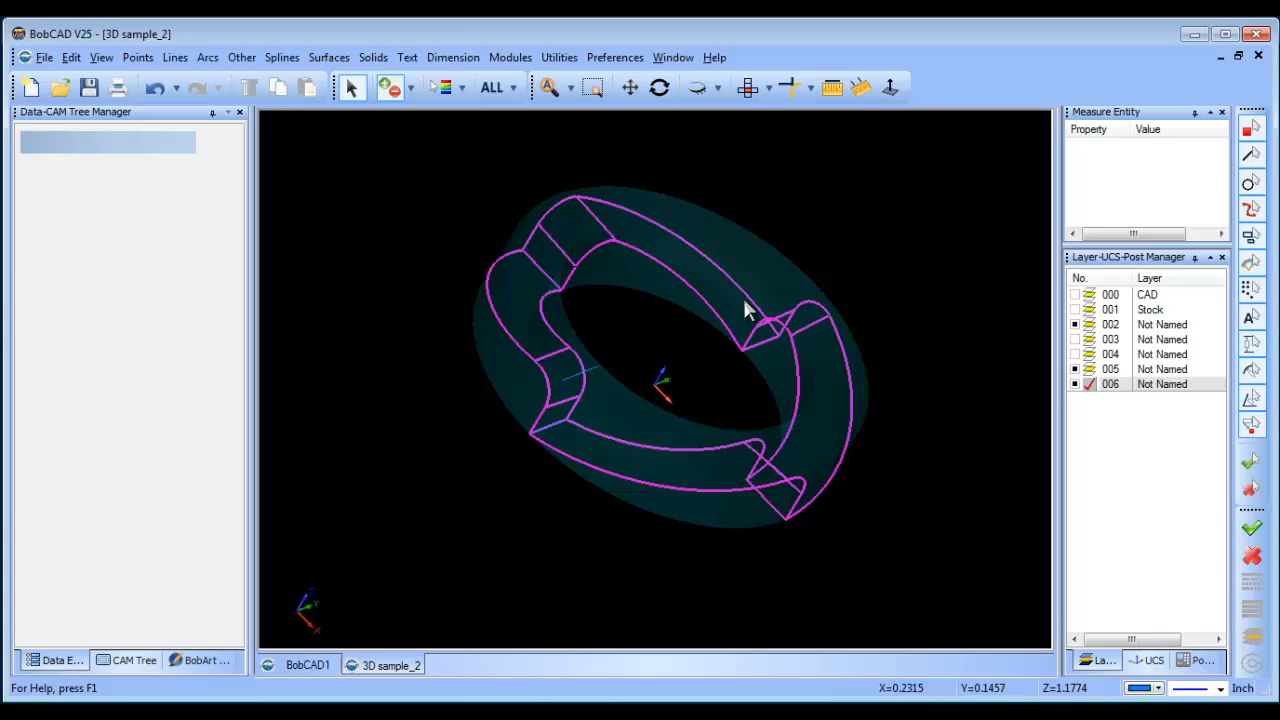 BobCAD V25 - [3D sample_2]
File Edit View Points Lines Arcs Other Splines Surfaces Solids Text Dimension Modules Utilities Preferences Window Help
ALL
Data-CAM Tree Manager
Measure Entity
Property Value
Layer-UCS-Post Manager
No. Layer
000 CAD
001 Stock
002 Not Named
003 Not Named
004 Not Named
005 Not Named
006 Not Named
Z
Y
X
Data E... CAM Tree BobArt ...
BobCAD1 3D sample_2
La... UCS Po...
For Help, press F1
X=0.2315 Y=0.1457 Z=1.1774 Inch